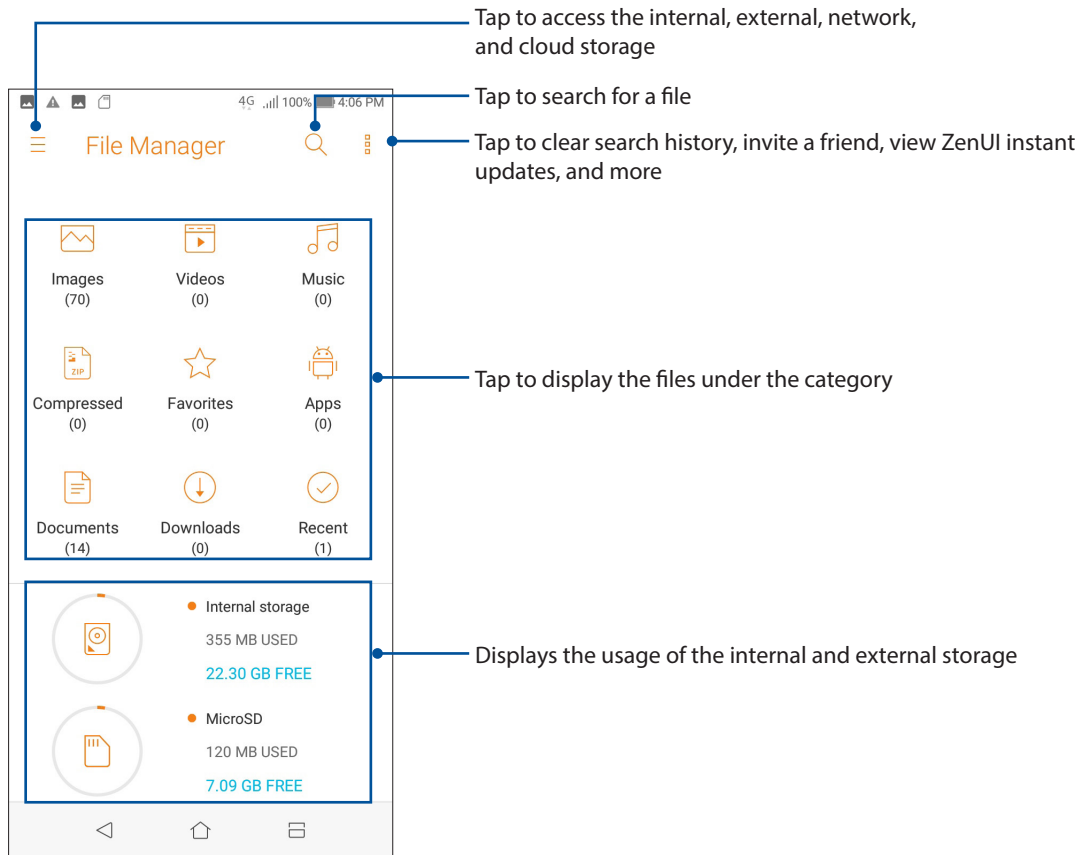 Tap to access the internal, external, network,
and cloud storage
4G 100% 4:06 PM
Tap to search for a file
File Manager
Tap to clear search history, invite a friend, view ZenUI instant
updates, and more
Images Videos Music
(70) (0) (0)
ZIP
Compressed Favorites Apps
(0) (0) (0)
Tap to display the files under the category
Documents Downloads Recent
(14) (0) (1)
Internal storage
355 MB USED
22.30 GB FREE
Displays the usage of the internal and external storage
MicroSD
120 MB USED
7.09 GB FREE